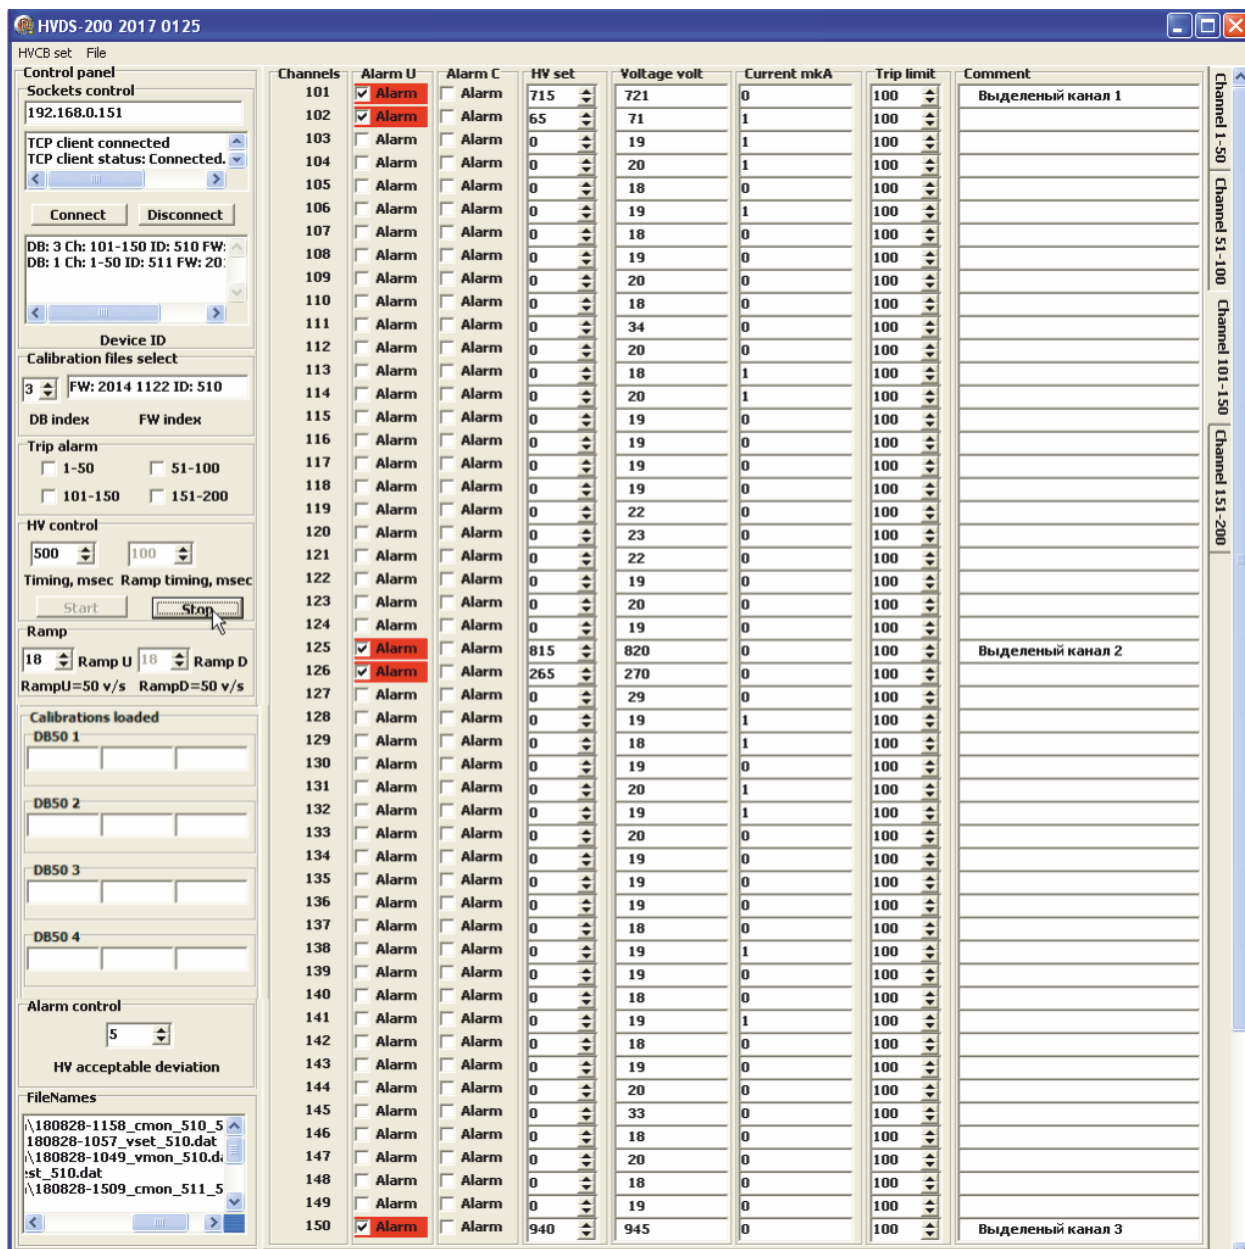 HVDS-200 2017 0125
HVCB set File
Control panel
Sockets control
192.168.0.151
TCP client connected
TCP client status: Connected.
Connect Disconnect
DB: 3 Ch: 101-150 ID: 510 FW:
DB: 1 Ch: 1-50 ID: 511 FW: 20
Device ID
Calibration files select
3 FW: 2014 1122 ID: 510
DB index FW index
Trip alarm
1-50 51-100
101-150 151-200
HV control
500 100
Timing, msec Ramp timing, msec
Start Stop
Ramp
18 Ramp U 18 Ramp D
RampU=50 v/s RampD=50 v/s
Calibrations loaded
DB50 1
DB50 2
DB50 3
DB50 4
Alarm control
5
HV acceptable deviation
FileNames
\180828-1158_cmon_510_5
180828-1057_vset_510.dat
\180828-1049_vmon_510.d
st_510.dat
\180828-1509_cmon_511_5
Channels Alarm U Alarm C HV set Voltage volt Current mkA Trip limit Comment
101 Alarm Alarm 715 721 0 100 Выделеный канал 1
102 Alarm Alarm 65 71 1 100
103 Alarm Alarm 0 19 1 100
104 Alarm Alarm 0 20 1 100
105 Alarm Alarm 0 18 0 100
106 Alarm Alarm 0 19 1 100
107 Alarm Alarm 0 18 0 100
108 Alarm Alarm 0 19 0 100
109 Alarm Alarm 0 20 0 100
110 Alarm Alarm 0 18 0 100
111 Alarm Alarm 0 34 0 100
112 Alarm Alarm 0 20 0 100
113 Alarm Alarm 0 18 1 100
114 Alarm Alarm 0 20 1 100
115 Alarm Alarm 0 19 0 100
116 Alarm Alarm 0 19 0 100
117 Alarm Alarm 0 19 0 100
118 Alarm Alarm 0 19 0 100
119 Alarm Alarm 0 22 0 100
120 Alarm Alarm 0 23 0 100
121 Alarm Alarm 0 22 0 100
122 Alarm Alarm 0 19 0 100
123 Alarm Alarm 0 20 0 100
124 Alarm Alarm 0 19 0 100
125 Alarm Alarm 815 820 0 100 Выделеный канал 2
126 Alarm Alarm 265 270 0 100
127 Alarm Alarm 0 29 0 100
128 Alarm Alarm 0 19 1 100
129 Alarm Alarm 0 18 1 100
130 Alarm Alarm 0 19 0 100
131 Alarm Alarm 0 20 1 100
132 Alarm Alarm 0 19 1 100
133 Alarm Alarm 0 20 0 100
134 Alarm Alarm 0 19 0 100
135 Alarm Alarm 0 19 0 100
136 Alarm Alarm 0 19 0 100
137 Alarm Alarm 0 18 0 100
138 Alarm Alarm 0 19 1 100
139 Alarm Alarm 0 19 0 100
140 Alarm Alarm 0 18 0 100
141 Alarm Alarm 0 19 1 100
142 Alarm Alarm 0 18 0 100
143 Alarm Alarm 0 19 0 100
144 Alarm Alarm 0 20 0 100
145 Alarm Alarm 0 33 0 100
146 Alarm Alarm 0 18 0 100
147 Alarm Alarm 0 20 0 100
148 Alarm Alarm 0 18 0 100
149 Alarm Alarm 0 19 0 100
150 Alarm Alarm 940 945 0 100 Выделеный канал 3
Channel 1-50
Channel 51-100
Channel 101-150
Channel 151-200